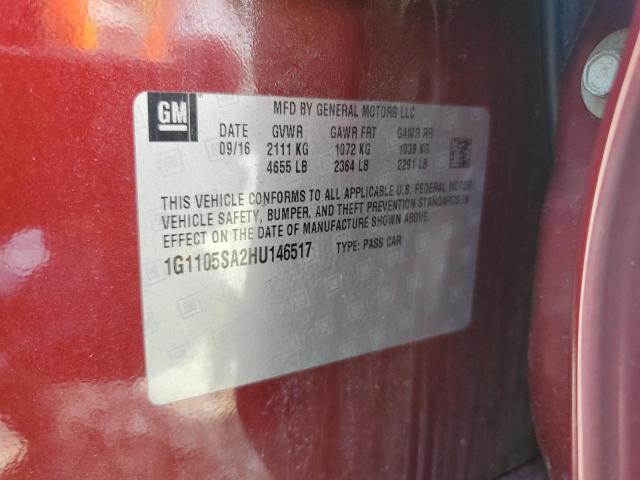 GM
MFD BY GENERAL MOTORS LLC
DATE GVWR GAWR FRT GAWR RR
09/16 2111 KG 1072 KG 1039 KG
4655 LB 2364 LB 2291 LB
THIS VEHICLE CONFORMS TO ALL APPLICABLE U.S. FEDERAL MOTOR
VEHICLE SAFETY, BUMPER, AND THEFT PREVENTION STANDARDS IN
EFFECT ON THE DATE OF MANUFACTURE SHOWN ABOVE.
1G1105SA2HU146517 TYPE: PASS CAR